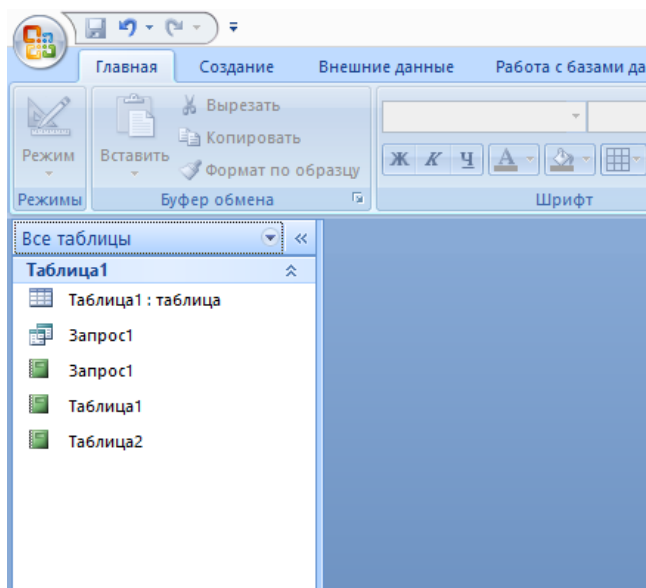 Главная Создание Внешние данные Работа с базами да
Вырезать
Копировать
Режим Вставить Формат по образцу
Ж К Ч А
Режимы Буфер обмена Шрифт
Все таблицы
Таблица1
Таблица1 : таблица
Запрос1
Запрос1
Таблица1
Таблица2